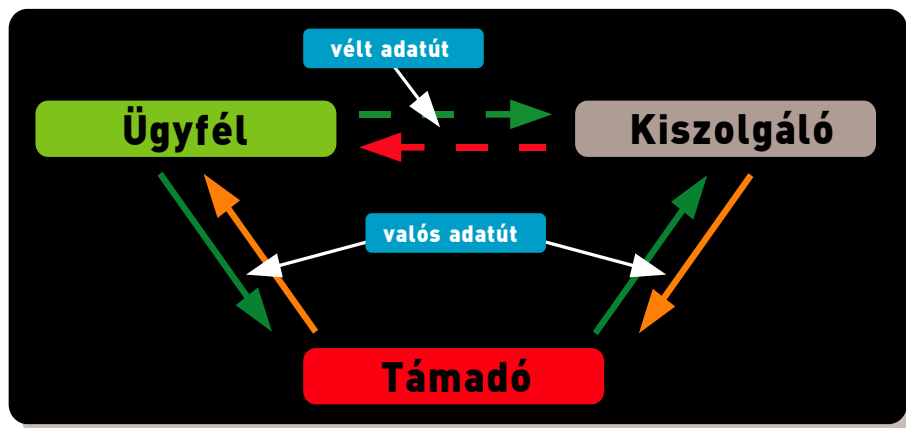 vélt adatút
Ügyfél
Kiszolgáló
valós adatút
Támadó